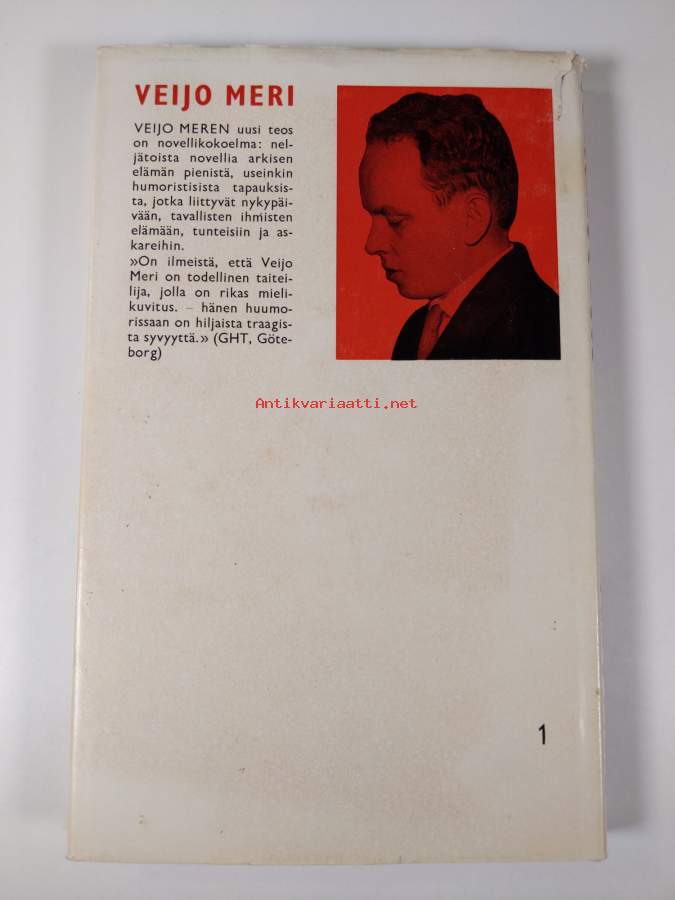 VEIJO MERI
VEIJO MEREN uusi teos
on novellikokoelma: nel-
jätoista novellia arkisen
elämän pienistä, useinkin
humoristisista tapauksis-
ta, jotka liittyvät nykypäi-
vään, tavallisten ihmisten
elämään, tunteisiin ja as-
kareihin.
»On ilmeistä, että Veijo
Meri on todellinen taitei-
lija, jolla on rikas mieli-
kuvitus. – hänen huumo-
rissaan on hiljaista traagis-
ta syvyyttä.» (GHT, Göte-
borg)
Antikvariaatti.net
1